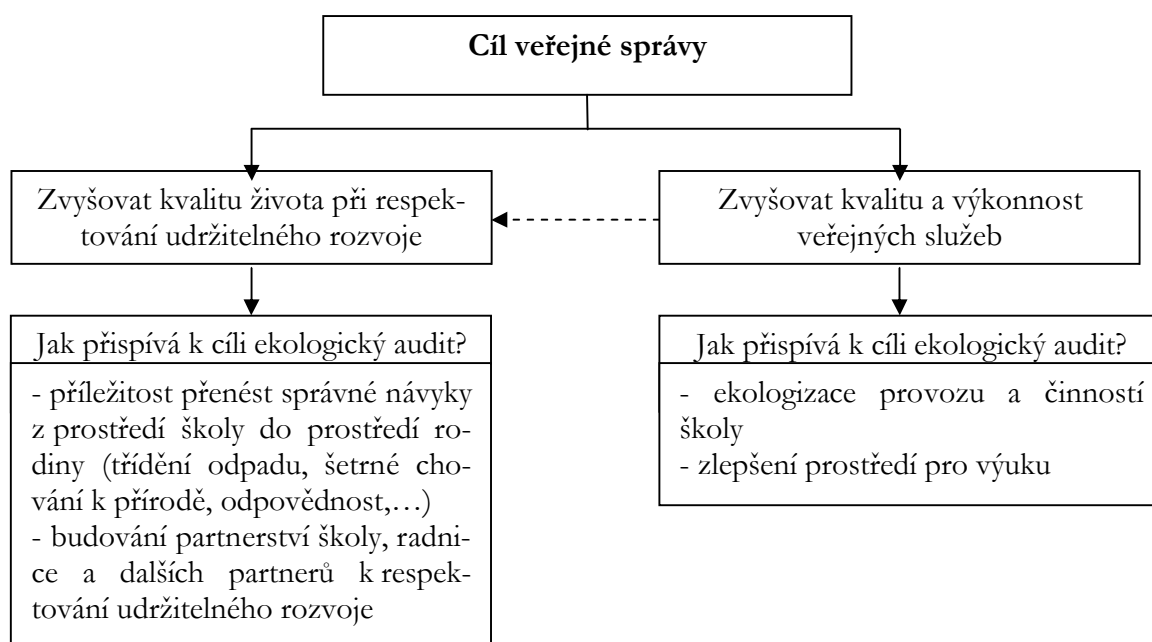 Cíl veřejné správy
Zvyšovat kvalitu života při respek-
tování udržitelného rozvoje
Zvyšovat kvalitu a výkonnost
veřejných služeb
Jak přispívá k cíli ekologický audit?
- příležitost přenést správné návyky
z prostředí školy do prostředí ro-
diny (třídění odpadu, šetrné cho-
vání k přírodě, odpovědnost,…)
- budování partnerství školy, radni-
ce a dalších partnerů k respek-
tování udržitelného rozvoje
Jak přispívá k cíli ekologický audit?
- ekologizace provozu a činností
školy
- zlepšení prostředí pro výuku